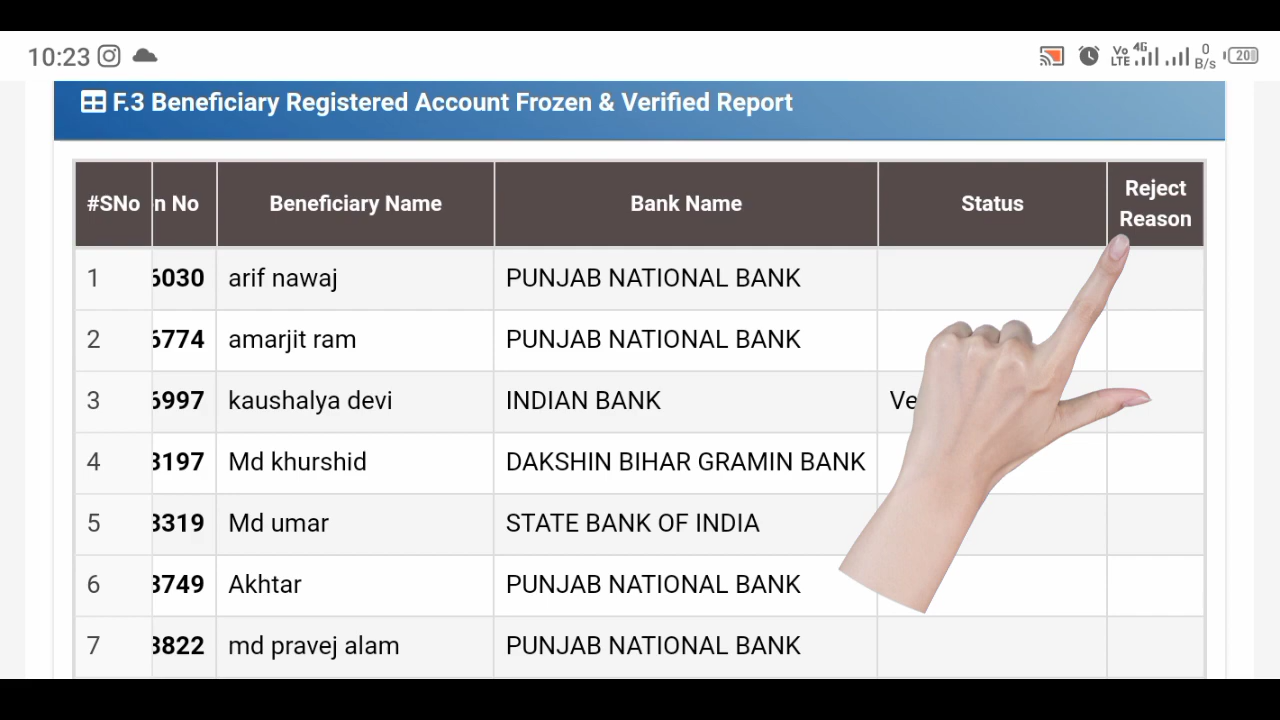 10:23
Vo LTE 4G 0 B/s 20
F.3 Beneficiary Registered Account Frozen & Verified Report
#SNo n No Beneficiary Name Bank Name Status Reject Reason
1 6030 arif nawaj PUNJAB NATIONAL BANK
2 6774 amarjit ram PUNJAB NATIONAL BANK
3 6997 kaushalya devi INDIAN BANK Ve
4 3197 Md khurshid DAKSHIN BIHAR GRAMIN BANK
5 3319 Md umar STATE BANK OF INDIA
6 3749 Akhtar PUNJAB NATIONAL BANK
7 3822 md pravej alam PUNJAB NATIONAL BANK